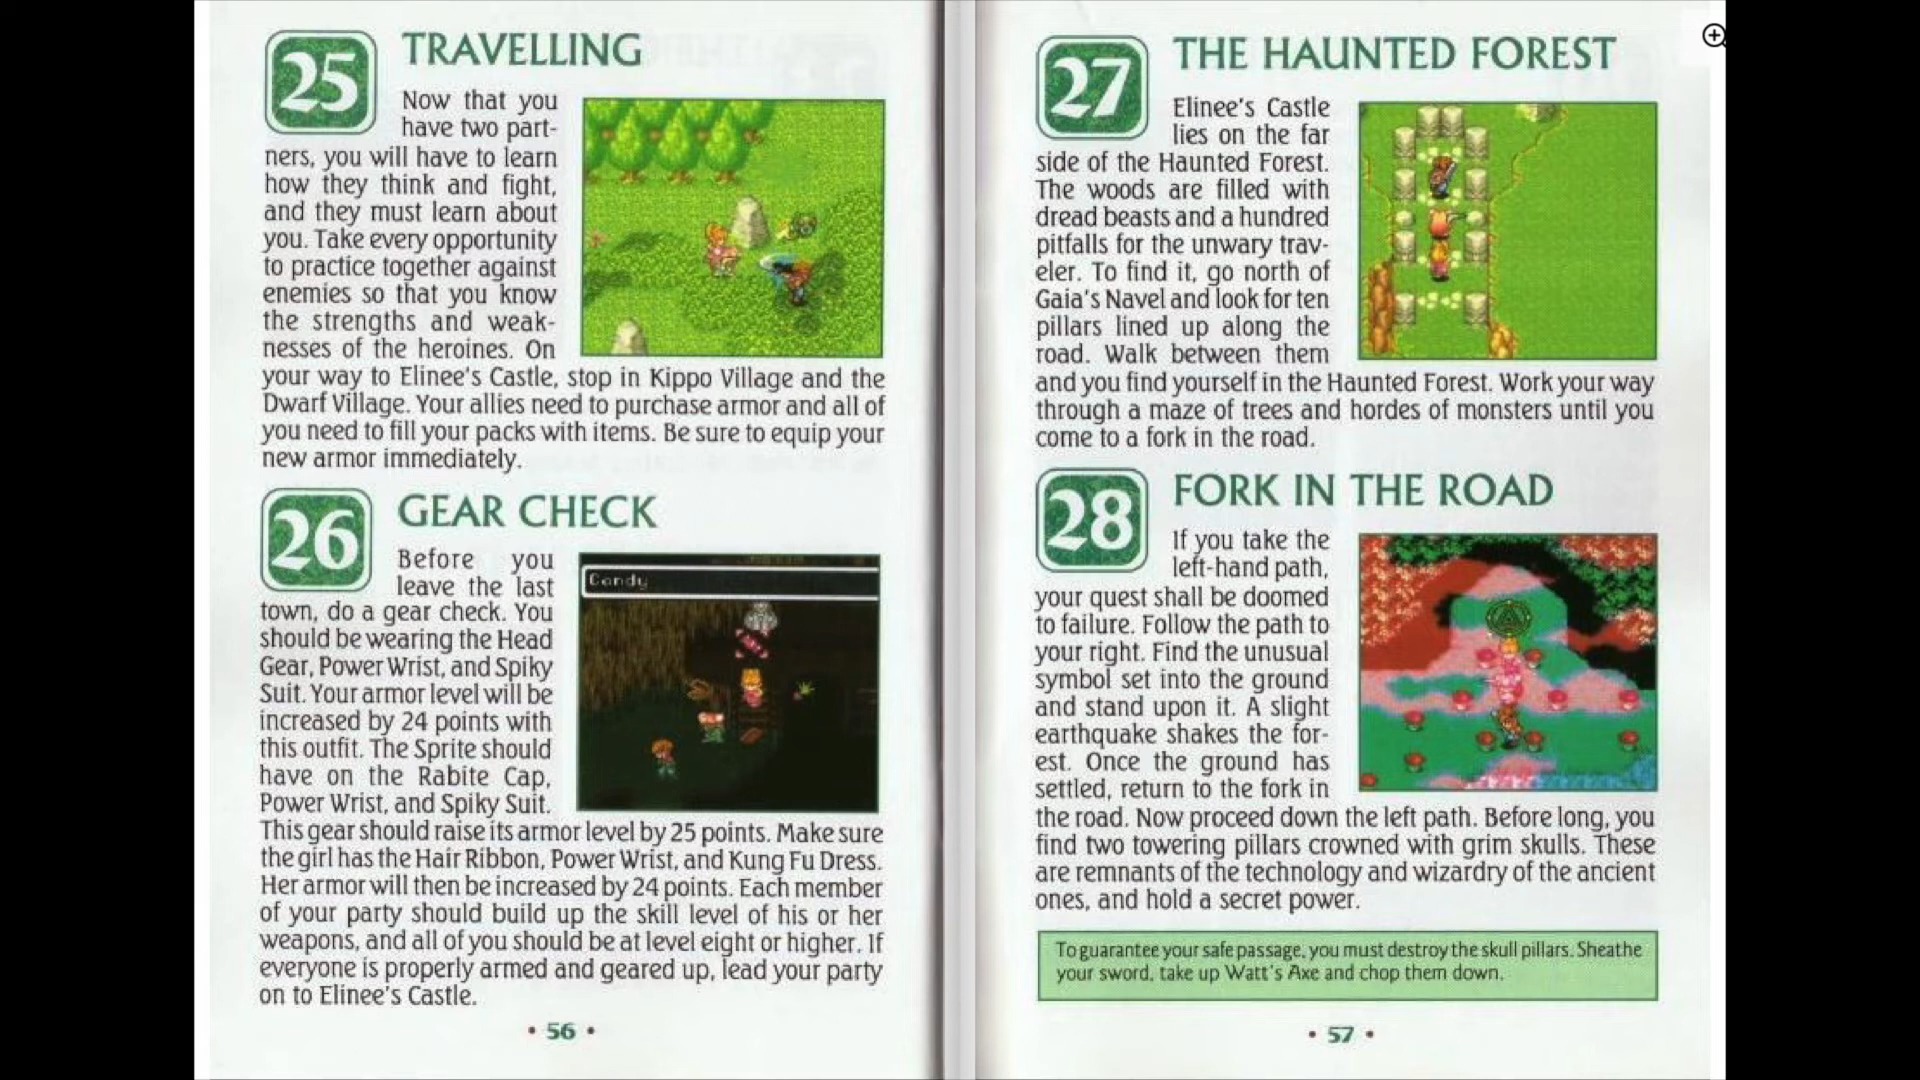 25
TRAVELLING
Now that you
have two part-
ners, you will have to learn
how they think and fight,
and they must learn about
you. Take every opportunity
to practice together against
enemies so that you know
the strengths and weak-
nesses of the heroines. On
your way to Elinee's Castle, stop in Kippo Village and the
Dwarf Village. Your allies need to purchase armor and all of
you need to fill your packs with items. Be sure to equip your
new armor immediately.
26
GEAR CHECK
Before you
leave the last
town, do a gear check. You
should be wearing the Head
Gear, Power Wrist, and Spiky
Suit. Your armor level will be
increased by 24 points with
this outfit. The Sprite should
have on the Rabite Cap,
Power Wrist, and Spiky Suit.
This gear should raise its armor level by 25 points. Make sure
the girl has the Hair Ribbon, Power Wrist, and Kung Fu Dress.
Her armor will then be increased by 24 points. Each member
of your party should build up the skill level of his or her
weapons, and all of you should be at level eight or higher. If
everyone is properly armed and geared up, lead your party
on to Elinee's Castle.
Candy
• 56 •
27
THE HAUNTED FOREST
Elinee's Castle
lies on the far
side of the Haunted Forest.
The woods are filled with
dread beasts and a hundred
pitfalls for the unwary trav-
eler. To find it, go north of
Gaia's Navel and look for ten
pillars lined up along the
road. Walk between them
and you find yourself in the Haunted Forest. Work your way
through a maze of trees and hordes of monsters until you
come to a fork in the road.
28
FORK IN THE ROAD
If you take the
left-hand path,
your quest shall be doomed
to failure. Follow the path to
your right. Find the unusual
symbol set into the ground
and stand upon it. A slight
earthquake shakes the for-
est. Once the ground has
settled, return to the fork in
the road. Now proceed down the left path. Before long, you
find two towering pillars crowned with grim skulls. These
are remnants of the technology and wizardry of the ancient
ones, and hold a secret power.
To guarantee your safe passage, you must destroy the skull pillars. Sheathe
your sword, take up Watt's Axe and chop them down.
• 57 •